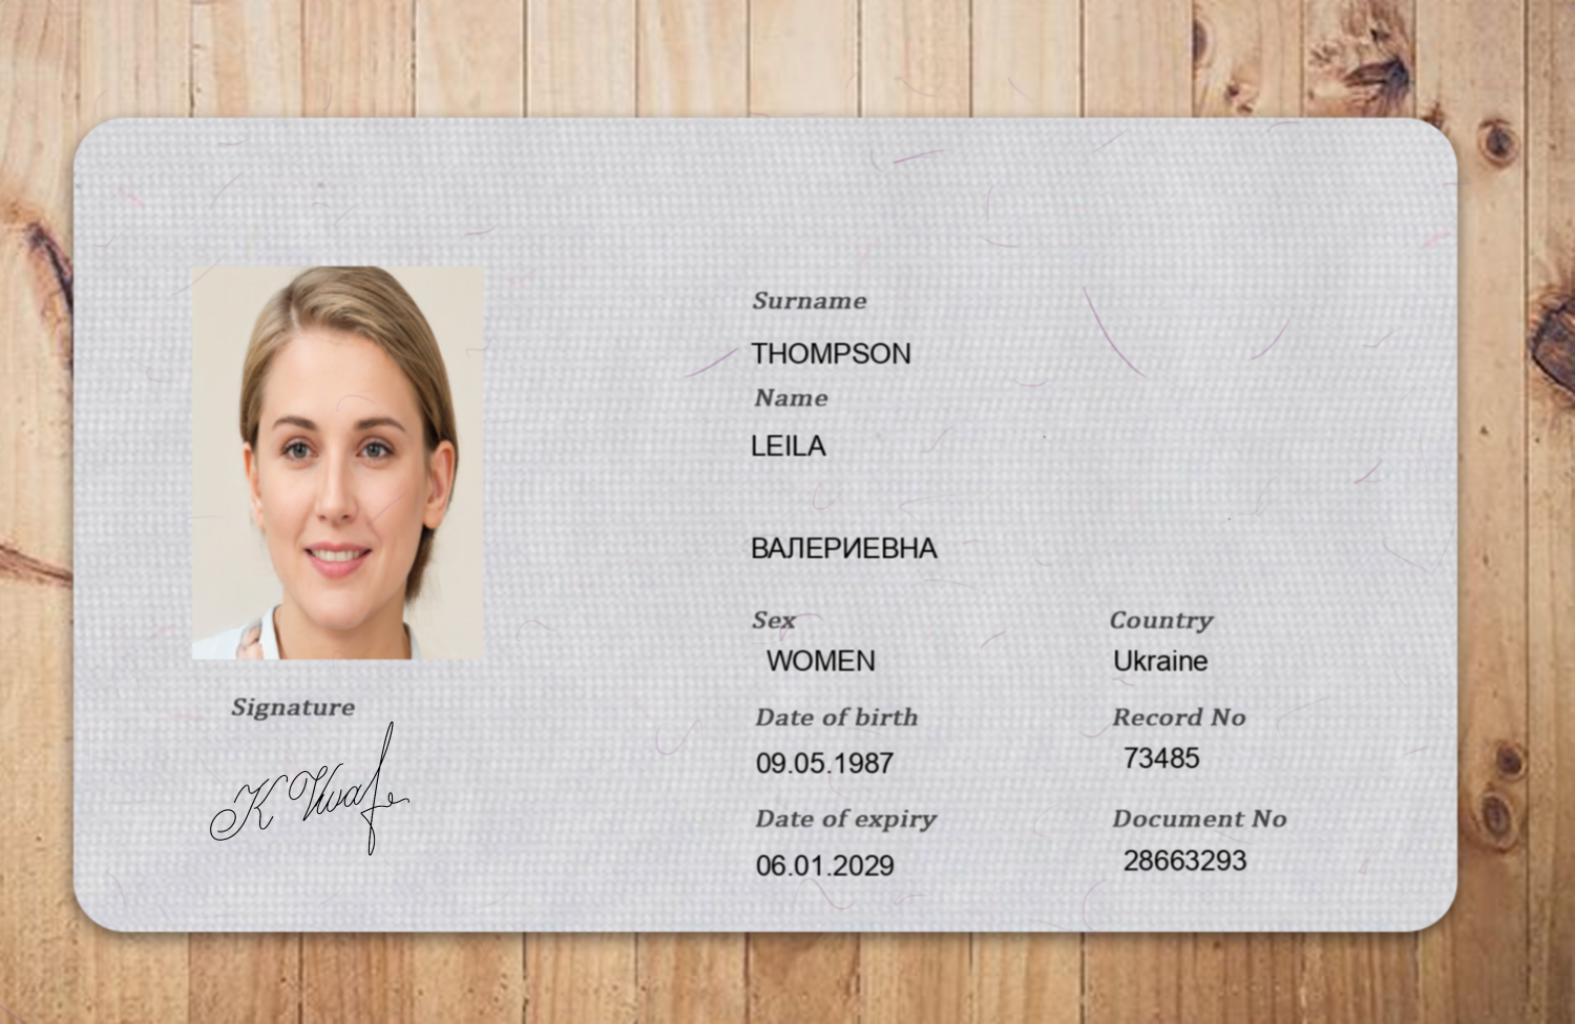 Surname
THOMPSON
Name
LEILA
ВАЛЕРИЕВНА
Sex
WOMEN
Country
Ukraine
Date of birth
09.05.1987
Record No
73485
Date of expiry
06.01.2029
Document No
28663293
Signature